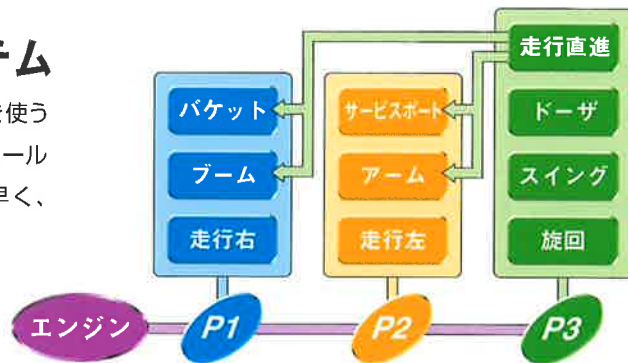 テム
を使う
ール
早く、
走行直進
バケット
サービスポート
ドーザ
ブーム
アーム
スイング
走行右
走行左
旋回
エンジン
P1
P2
P3